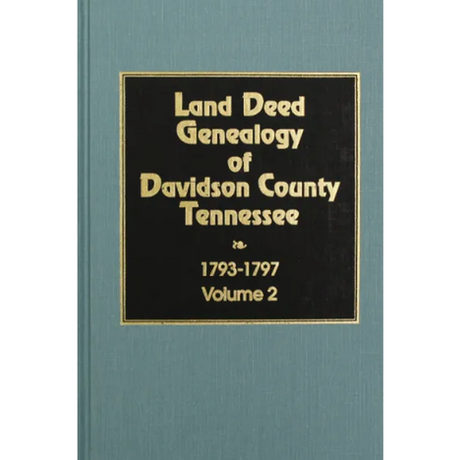 Land Deed
Genealogy
of
Davidson County
Tennessee
1793-1797
Volume 2